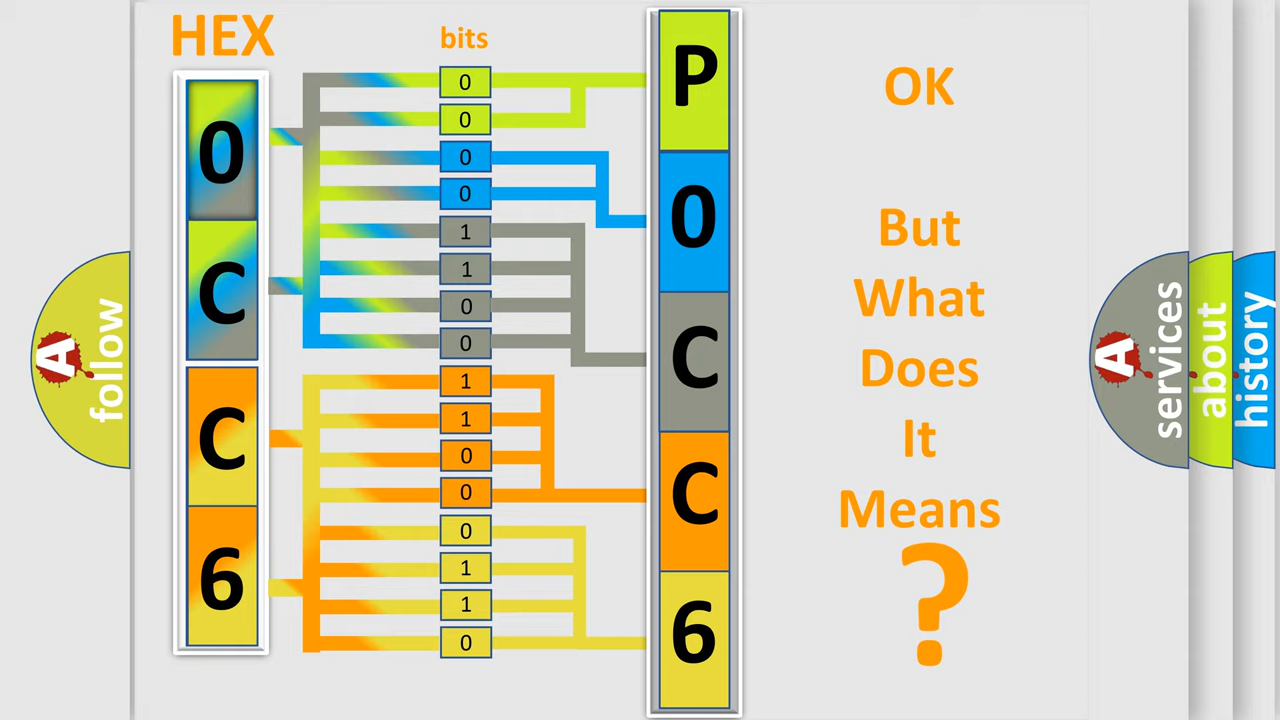 HEX
bits
0
C
C
6
0
0
0
0
1
1
0
0
1
1
0
0
0
1
1
0
P
0
C
C
6
OK
But
What
Does
It
Means
?
A
follow
A
services
about
history